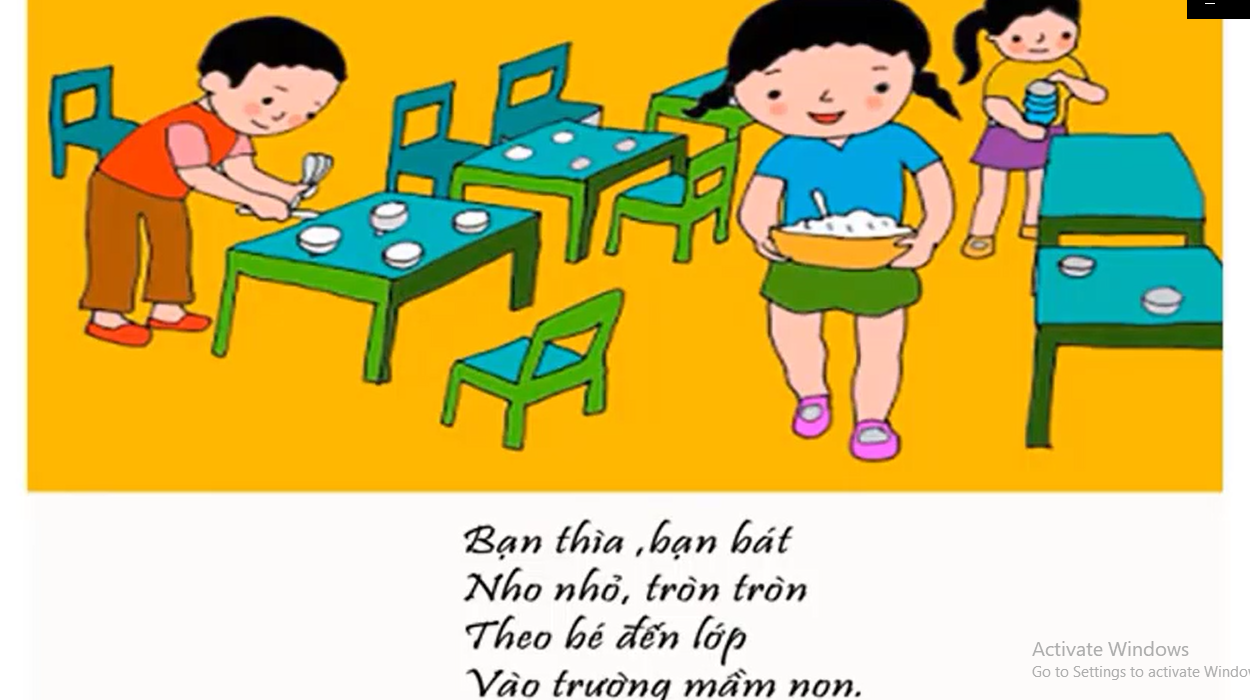 Bạn thìa ,bạn bát
Nho nhỏ, tròn tròn
Theo bé đến lớp
Vào trường mầm non.
Activate Windows
Go to Settings to activate